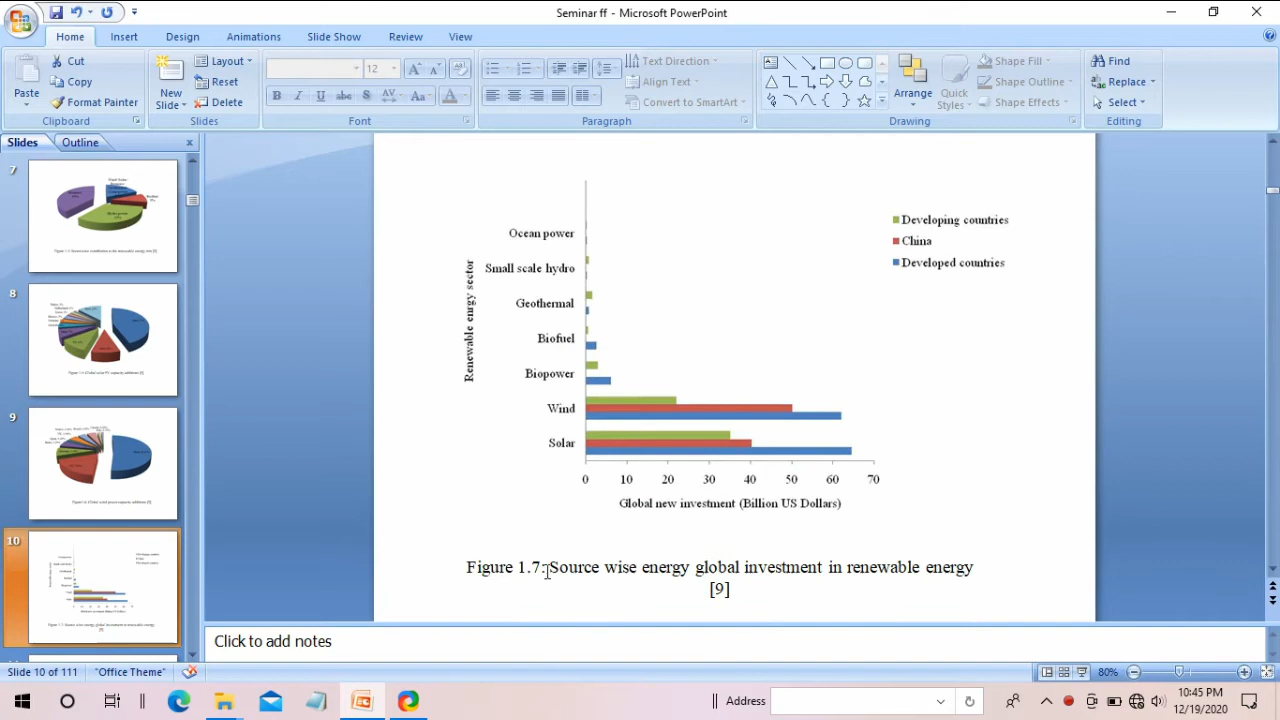 Seminar ff - Microsoft PowerPoint
Home Insert Design Animations Slide Show Review View
Paste
Cut
Copy
Format Painter
Clipboard
New Slide
Layout
Reset
Delete
Slides
12
Font
Text Direction
Align Text
Convert to SmartArt
Paragraph
Arrange
Quick Styles
Shape Fill
Shape Outline
Shape Effects
Drawing
Find
Replace
Select
Editing
Slides Outline
7
8
9
10
Renewable enrgy sector
Ocean power
Small scale hydro
Geothermal
Biofuel
Biopower
Wind
Solar
0 10 20 30 40 50 60 70
Global new investment (Billion US Dollars)
Developing countries
China
Developed countries
Figure 1.7: Source wise energy global investment in renewable energy
[9]
Click to add notes
Slide 10 of 111 "Office Theme" 80%
Address
10:45 PM
12/19/2020